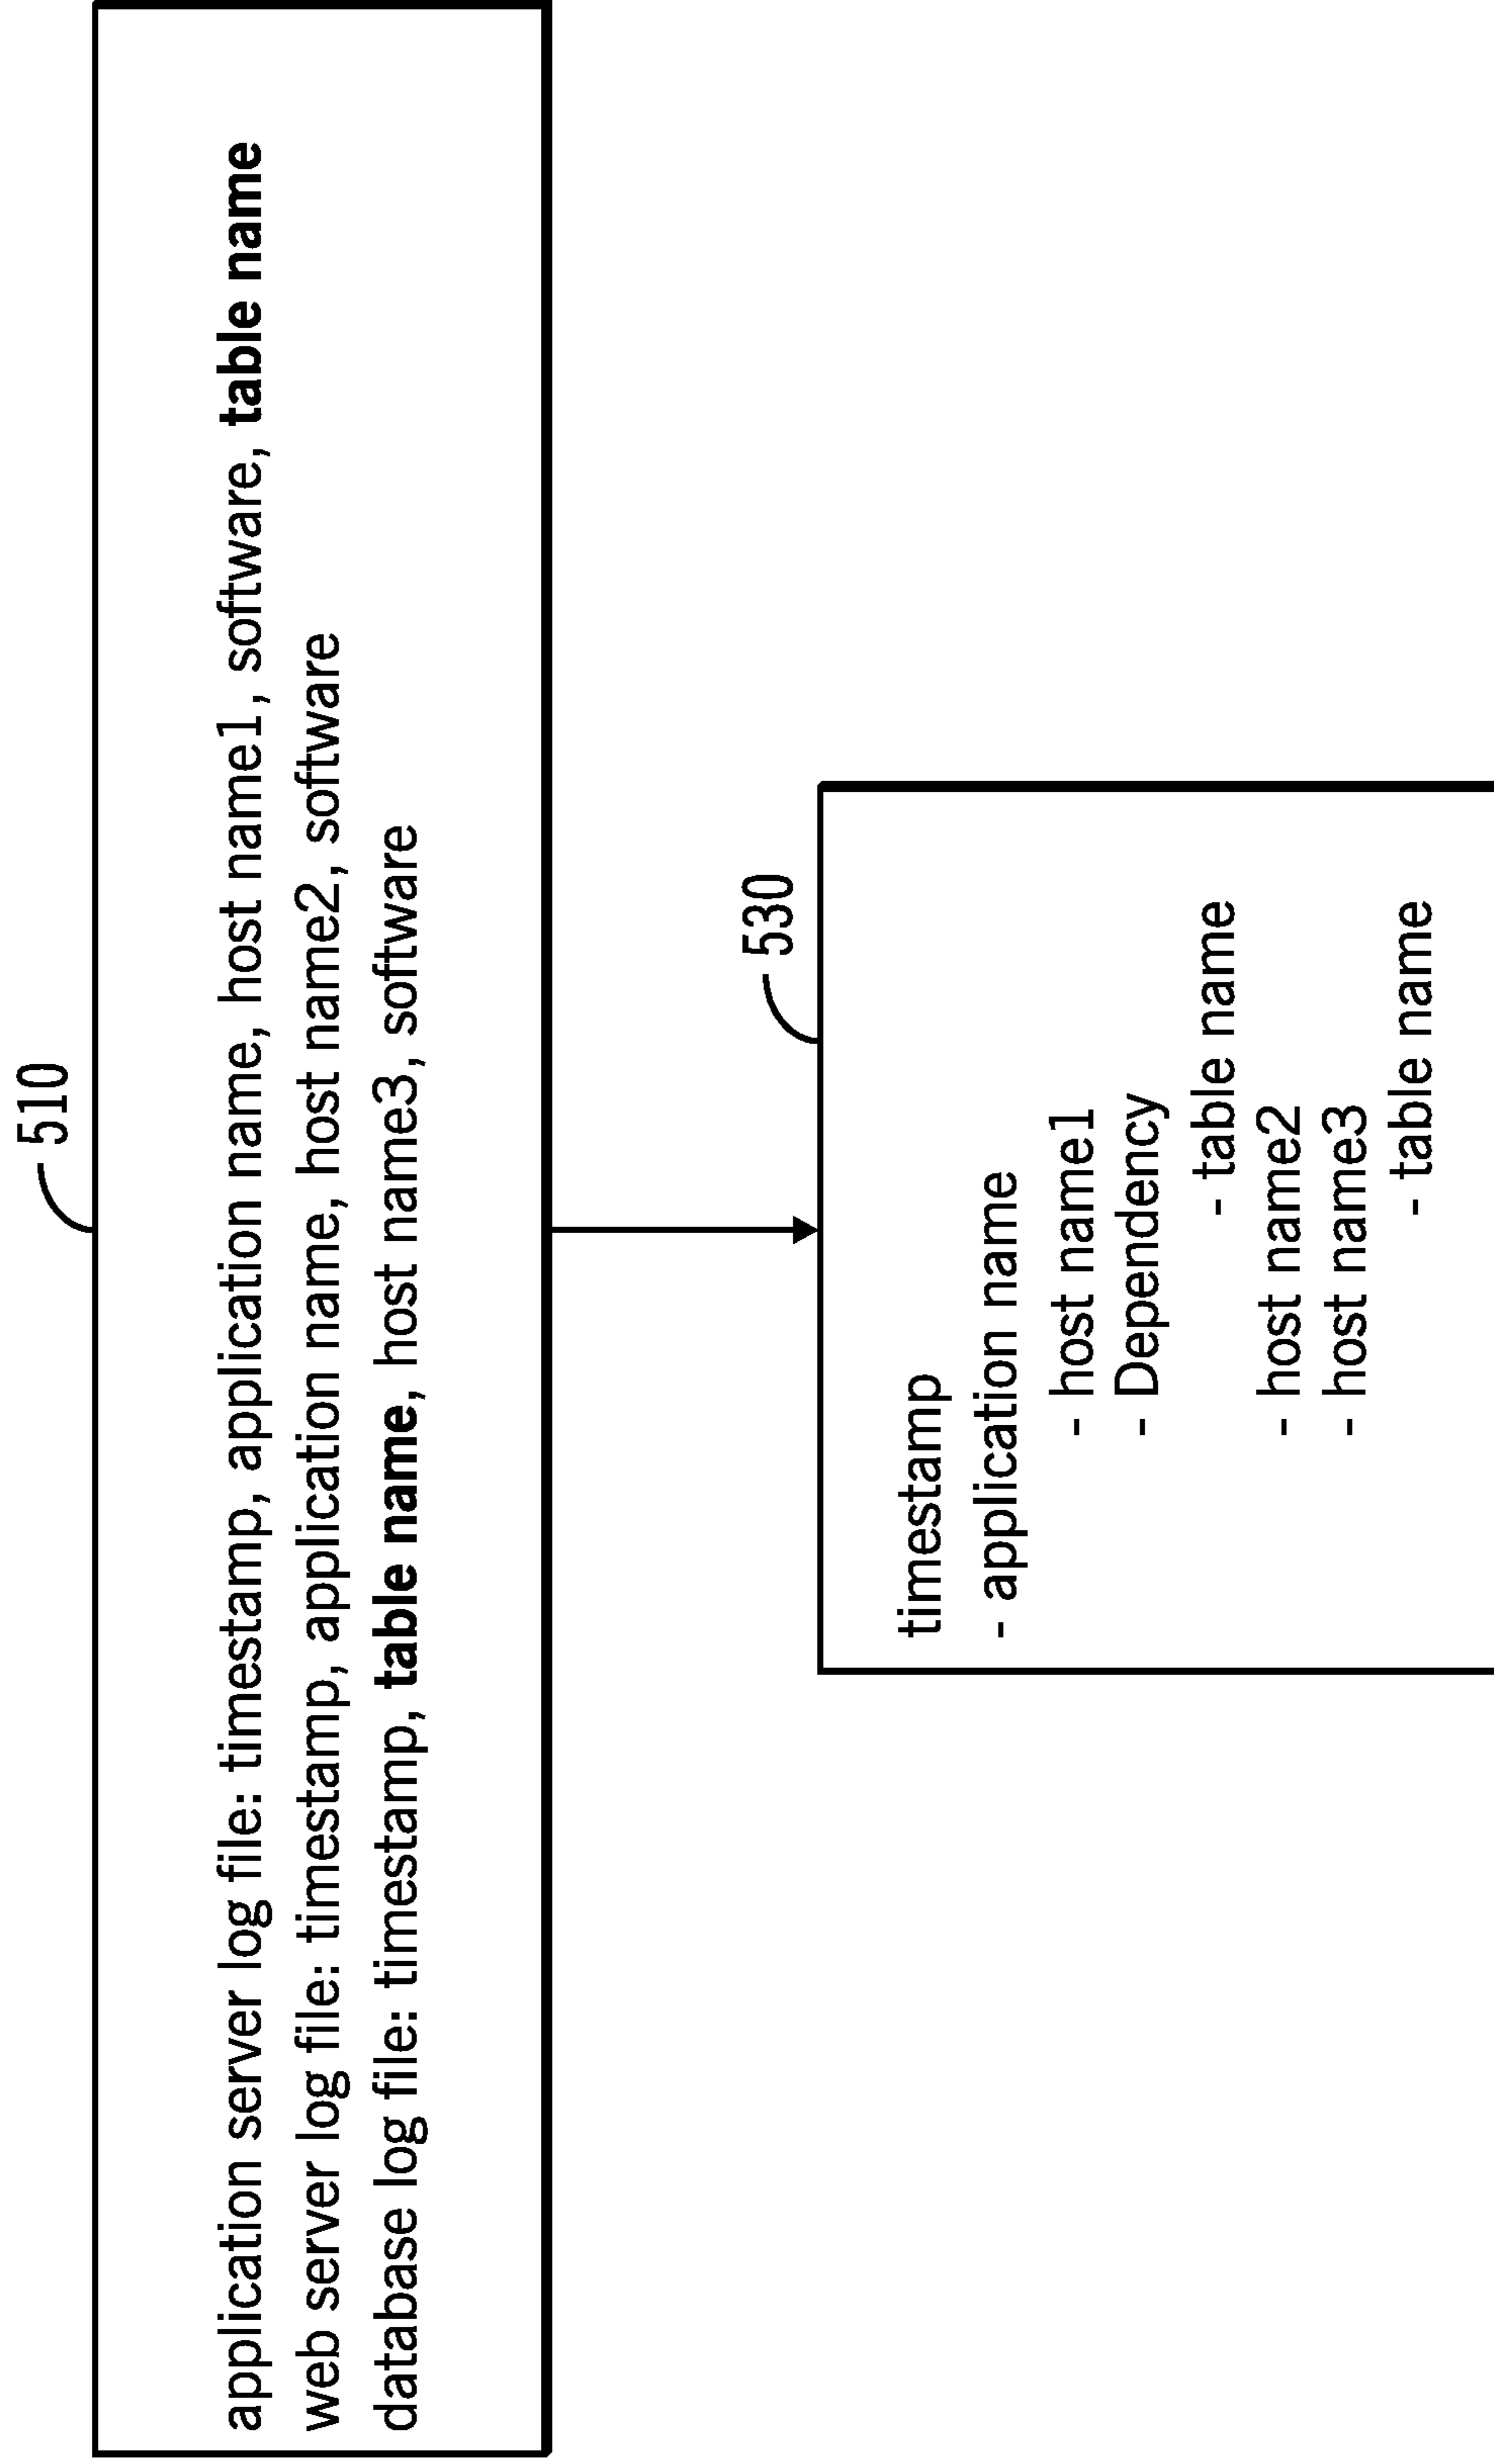 510
application server log file: timestamp, application name, host name1, software, table name
web server log file: timestamp, application name, host name2, software
database log file: timestamp, table name, host name3, software
530
timestamp
- application name
- host name1
- Dependency
- table name
- host name2
- host name3
- table name